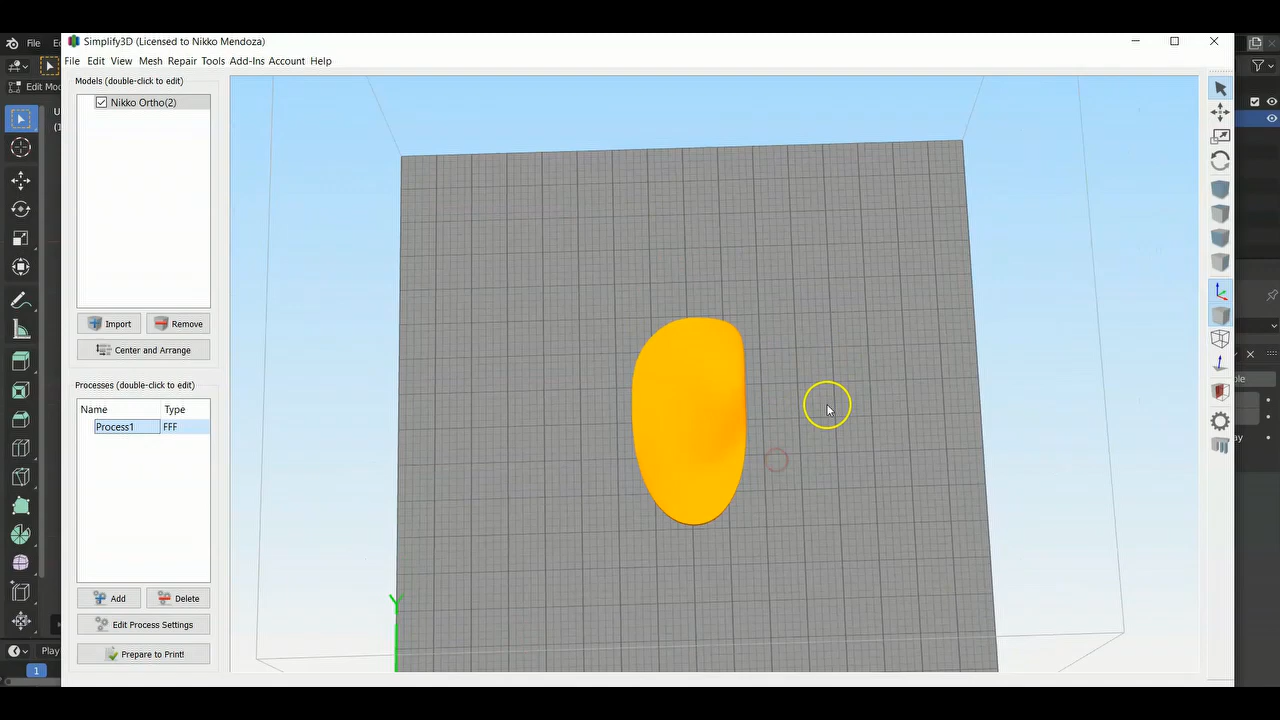 Simplify3D (Licensed to Nikko Mendoza)
File
File Edit View Mesh Repair Tools Add-Ins Account Help
Models (double-click to edit)
Edit Mo
Nikko Ortho(2)
Import Remove
Center and Arrange
Processes (double-click to edit)
Name Type
Process1 FFF
Add Delete
Edit Process Settings
Prepare to Print!
Play
1
Y